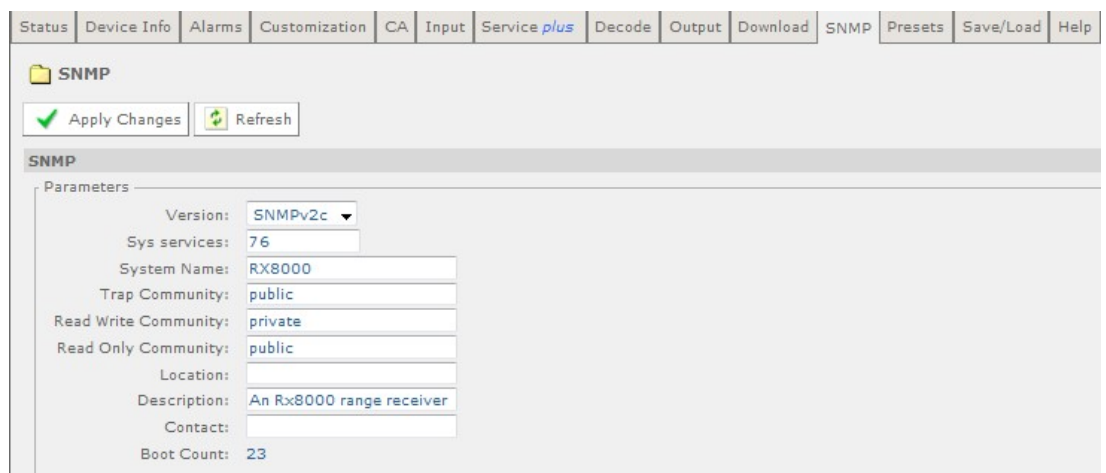 Status Device Info Alarms Customization CA Input Service plus Decode Output Download SNMP Presets Save/Load Help
SNMP
Apply Changes Refresh
SNMP
Parameters
Version: SNMPv2c
Sys services: 76
System Name: RX8000
Trap Community: public
Read Write Community: private
Read Only Community: public
Location:
Description: An Rx8000 range receiver
Contact:
Boot Count: 23